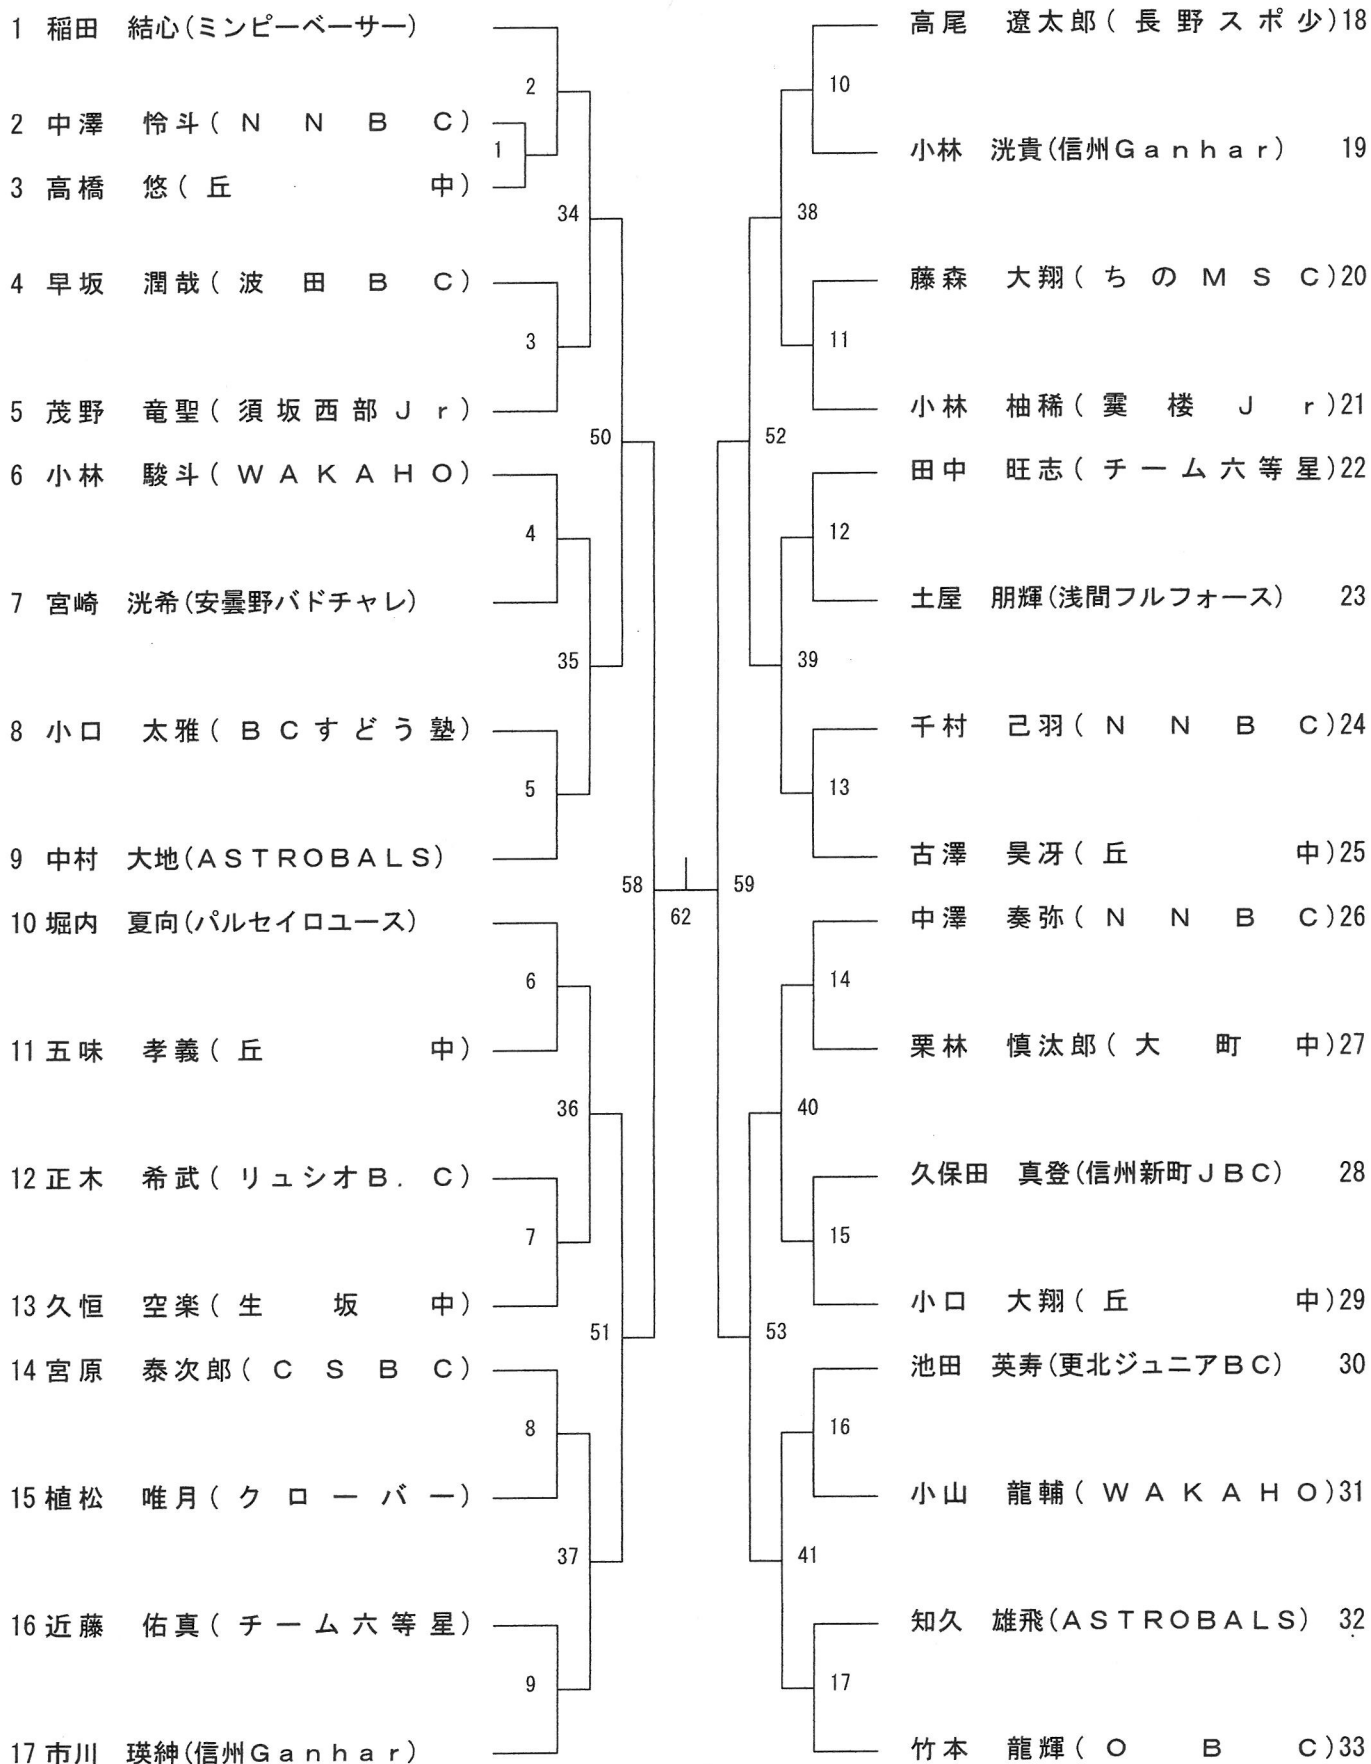 1 稲田 結心(ミンピーベーサー)
2
2 中澤 怜斗(NNBC)
1
3 高橋 悠(丘中)
34
4 早坂 潤哉(波田BC)
3
5 茂野 竜聖(須坂西部Jr)
50
6 小林 駿斗(WAKAHO)
4
7 宮崎 洸希(安曇野バドチャレ)
35
8 小口 太雅(BCすどう塾)
5
9 中村 大地(ASTROBALS)
58
10 堀内 夏向(パルセイロユース)
6
11 五味 孝義(丘中)
36
12 正木 希武(リュシオB.C)
7
13 久恒 空楽(生坂中)
51
14 宮原 泰次郎(CSBC)
8
15 植松 唯月(クローバー)
37
16 近藤 佑真(チーム六等星)
9
17 市川 瑛紳(信州Ganhar)
62
高尾 遼太郎(長野スポ少)18
10
小林 洸貴(信州Ganhar) 19
38
藤森 大翔(ちのMSC)20
11
小林 柚稀(霙楼Jr)21
52
田中 旺志(チーム六等星)22
12
土屋 朋輝(浅間フルフォース) 23
39
千村 己羽(NNBC)24
13
古澤 昊冴(丘中)25
59
中澤 奏弥(NNBC)26
14
栗林 慎汰郎(大町中)27
40
久保田 真登(信州新町JBC) 28
15
小口 大翔(丘中)29
53
池田 英寿(更北ジュニアBC) 30
16
小山 龍輔(WAKAHO)31
41
知久 雄飛(ASTROBALS) 32
17
竹本 龍輝(OBC)33